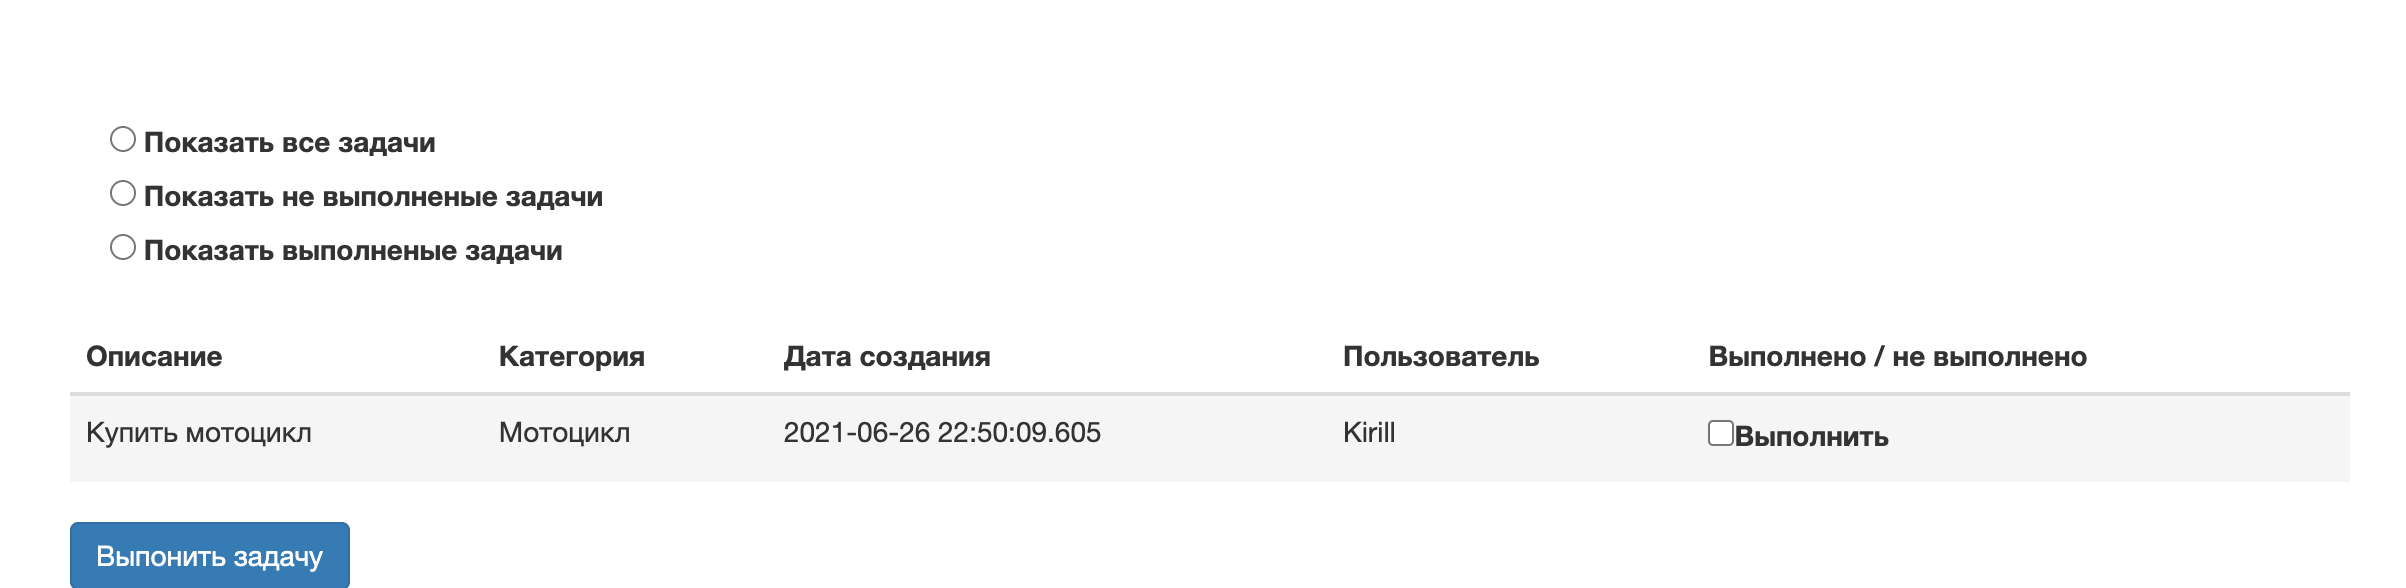 Показать все задачи
Показать не выполненые задачи
Показать выполненые задачи
Описание Категория Дата создания Пользователь Выполнено / не выполнено
Купить мотоцикл Мотоцикл 2021-06-26 22:50:09.605 Kirill Выполнить
Выпонить задачу